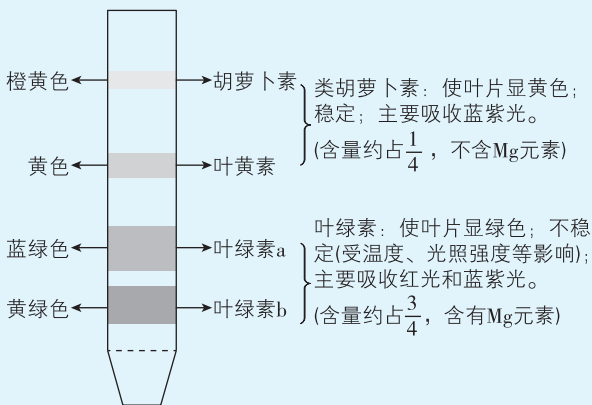 橙黄色
胡萝卜素
类胡萝卜素：使叶片显黄色；
稳定；主要吸收蓝紫光。
(含量约占1/4，不含Mg元素)
黄色
叶黄素
叶绿素：使叶片显绿色；不稳
定(受温度、光照强度等影响)；
主要吸收红光和蓝紫光。
(含量约占3/4，含有Mg元素)
蓝绿色
叶绿素a
黄绿色
叶绿素b